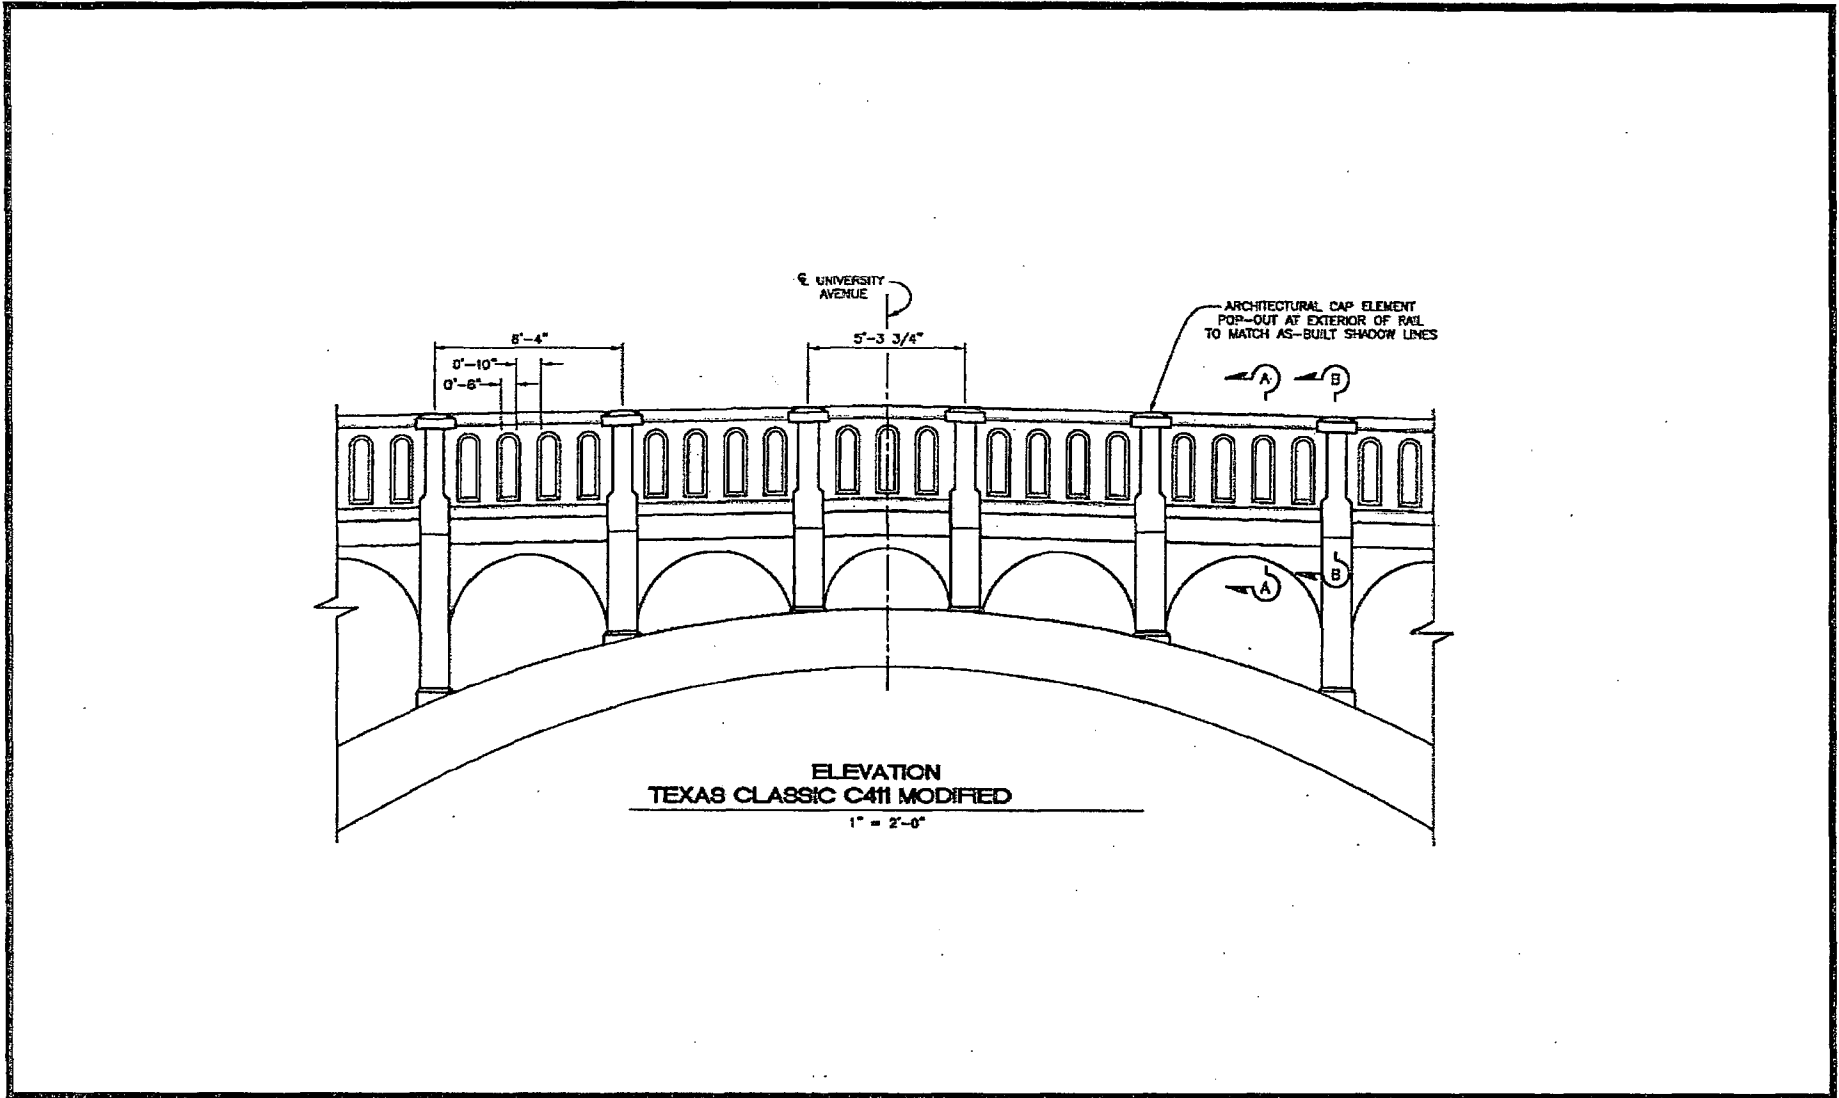 ℄ UNIVERSITY
AVENUE
ARCHITECTURAL CAP ELEMENT
POP-OUT AT EXTERIOR OF RAIL
TO MATCH AS-BUILT SHADOW LINES
6'-4"
5'-3 3/4"
0'-10"
0'-6"
A B
B
A
ELEVATION
TEXAS CLASSIC C411 MODIFIED
1" = 2'-0"